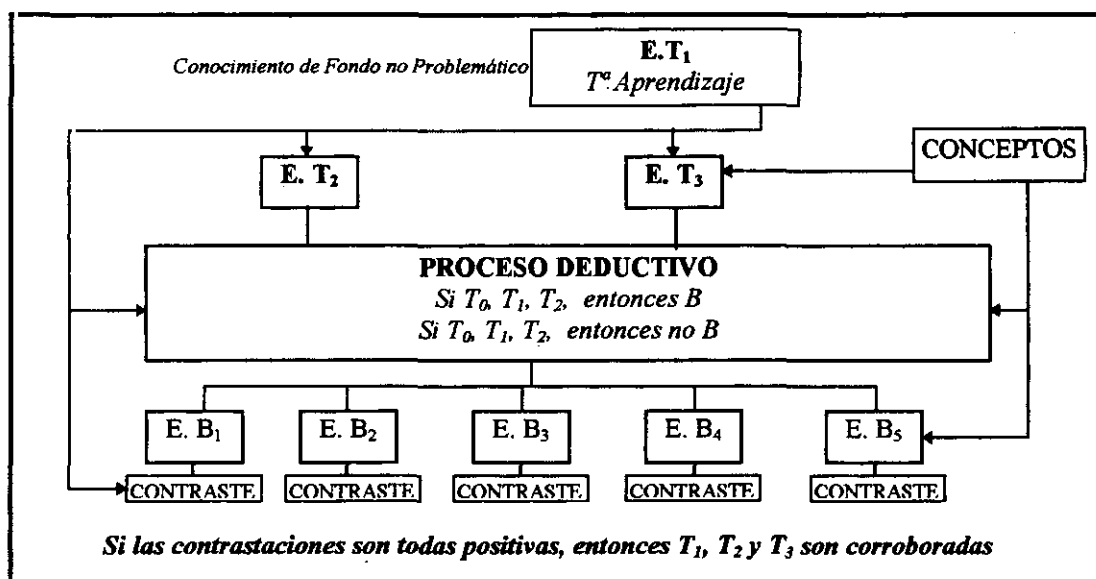 E.T₁
Conocimiento de Fondo no Problemático
Tª Aprendizaje
CONCEPTOS
E. T₂
E. T₃
PROCESO DEDUCTIVO
Si T₀, T₁, T₂, entonces B
Si T₀, T₁, T₂, entonces no B
E. B₁
E. B₂
E. B₃
E. B₄
E. B₅
CONTRASTE
CONTRASTE
CONTRASTE
CONTRASTE
CONTRASTE
Si las contrastaciones son todas positivas, entonces T₁, T₂ y T₃ son corroboradas